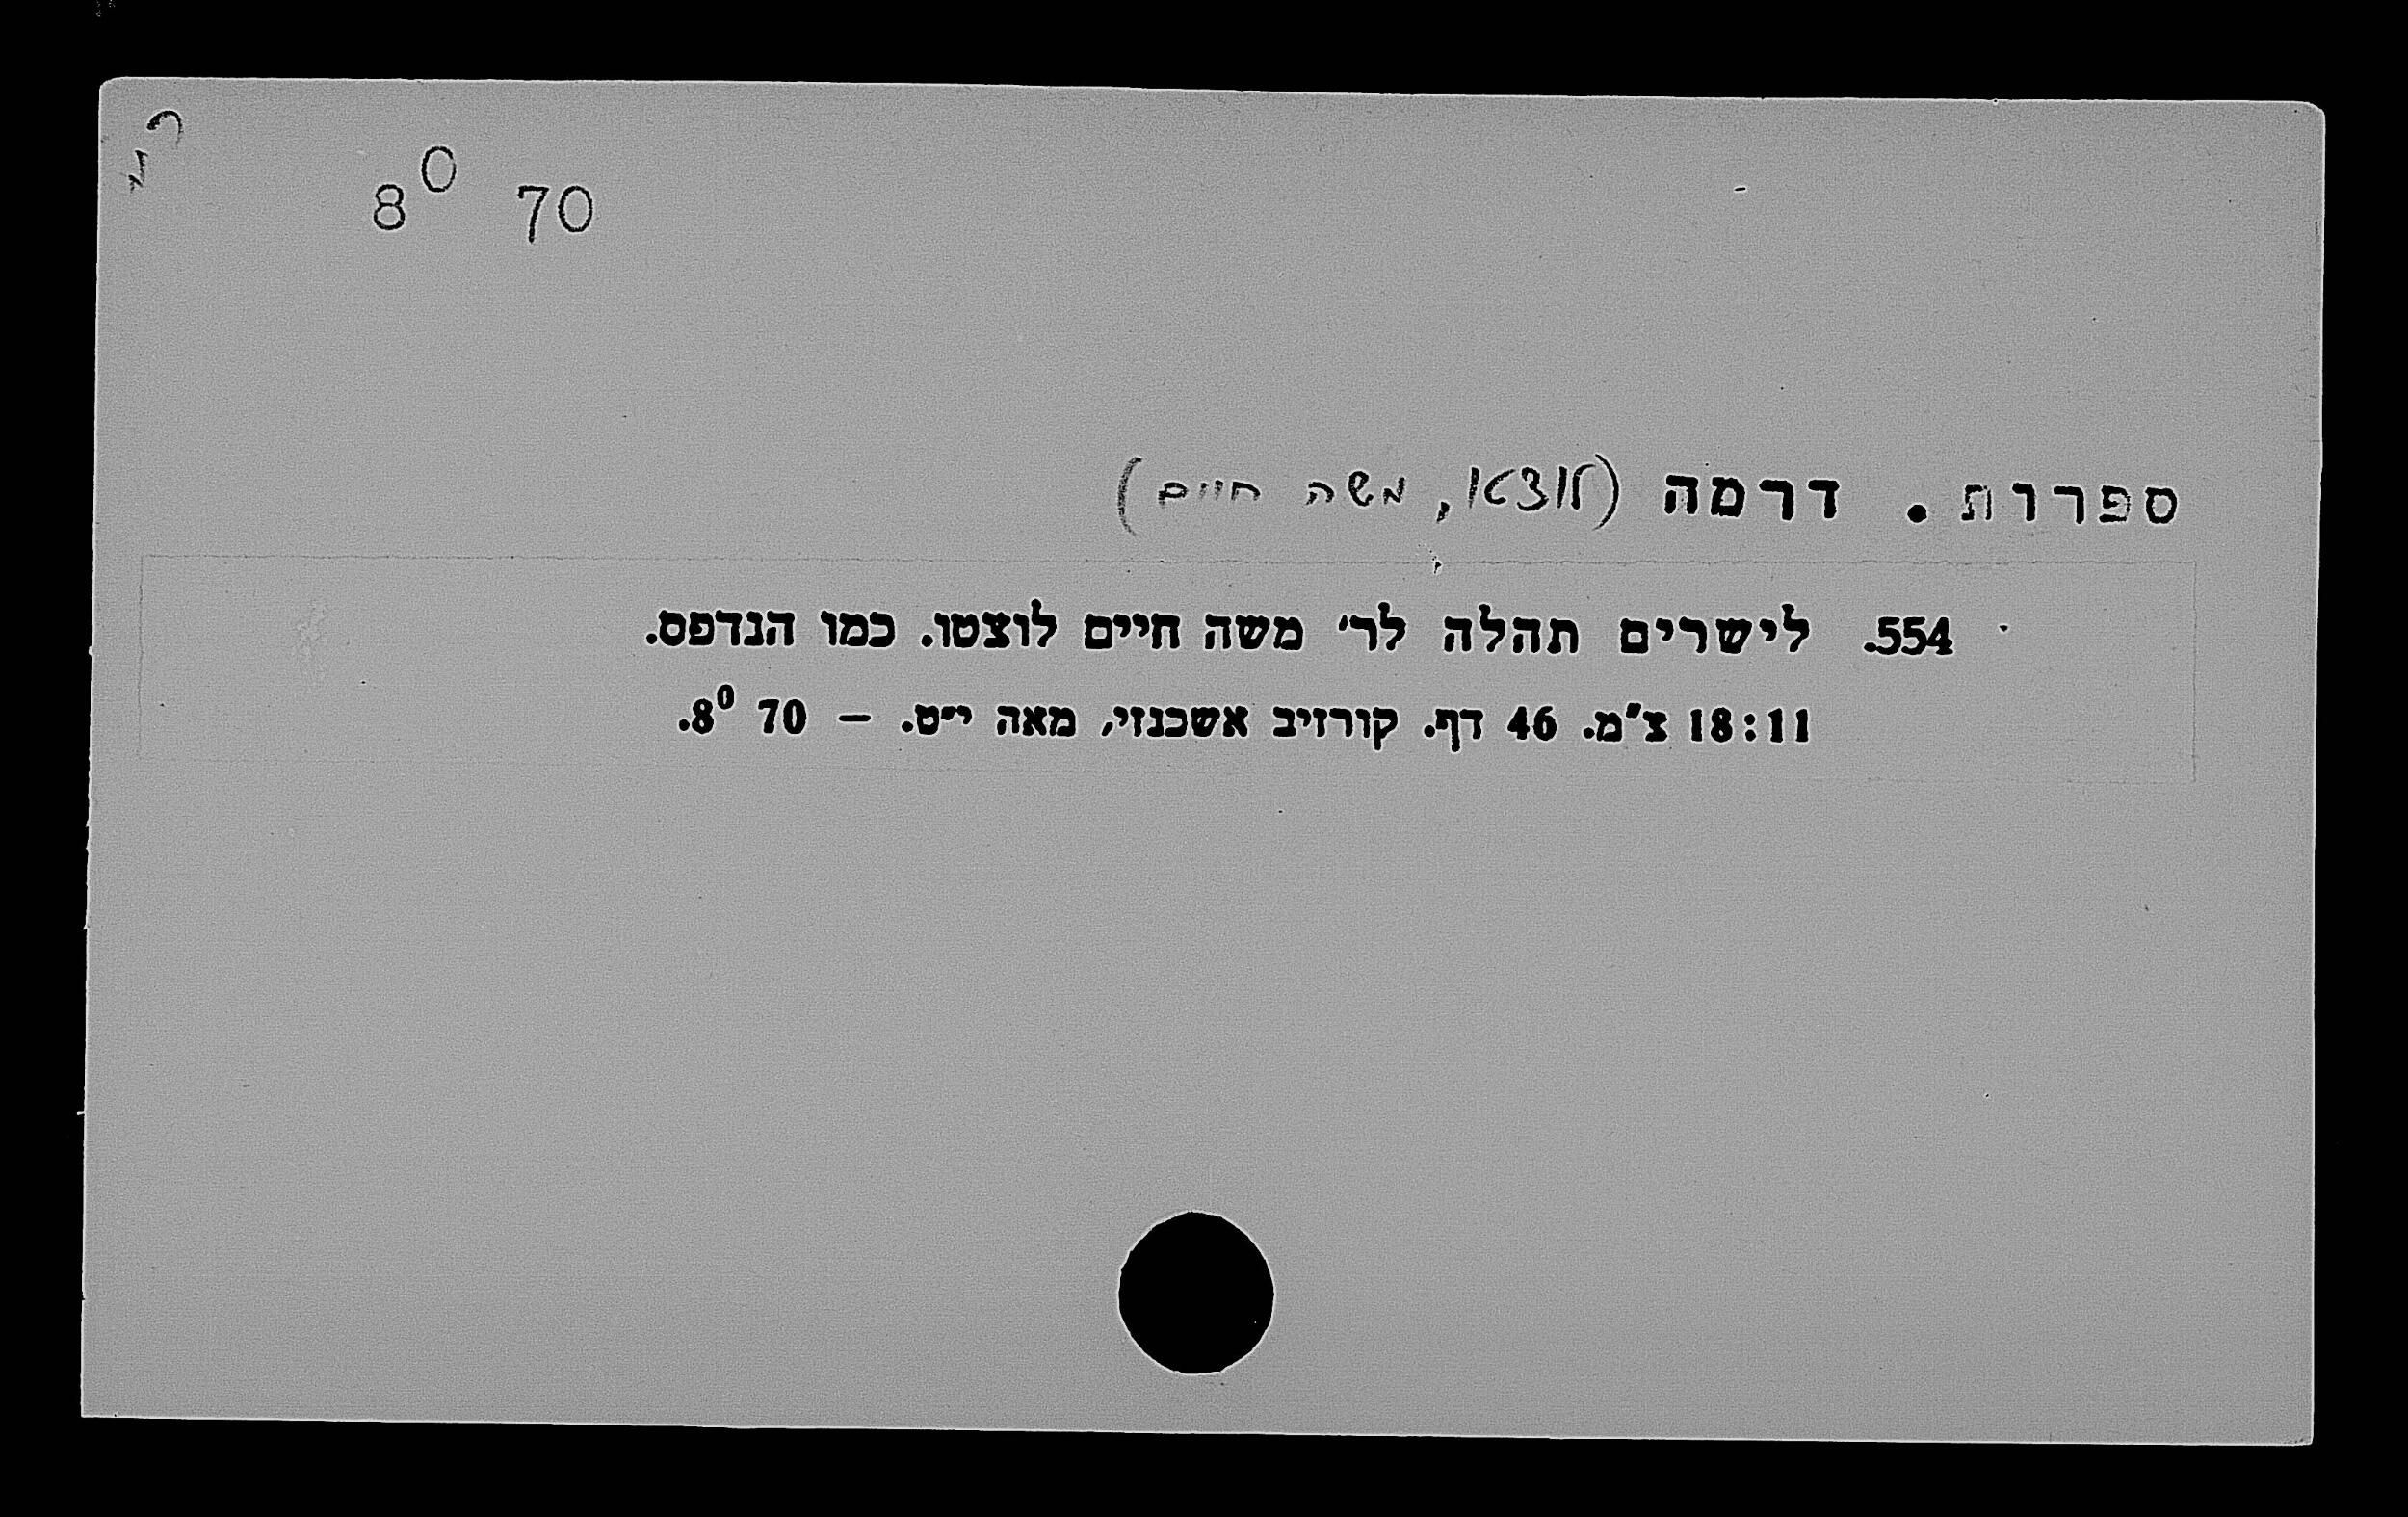 8⁰ 70
ספרות. דרמה (לוצאטו, משה חיים)
554. לישרים תהלה לר׳ משה חיים לוצטו. כמו הנדפס.
18:11 צ״מ. 46 דף. קורזיב אשכנזי, מאה י״ט. – 70 8⁰.